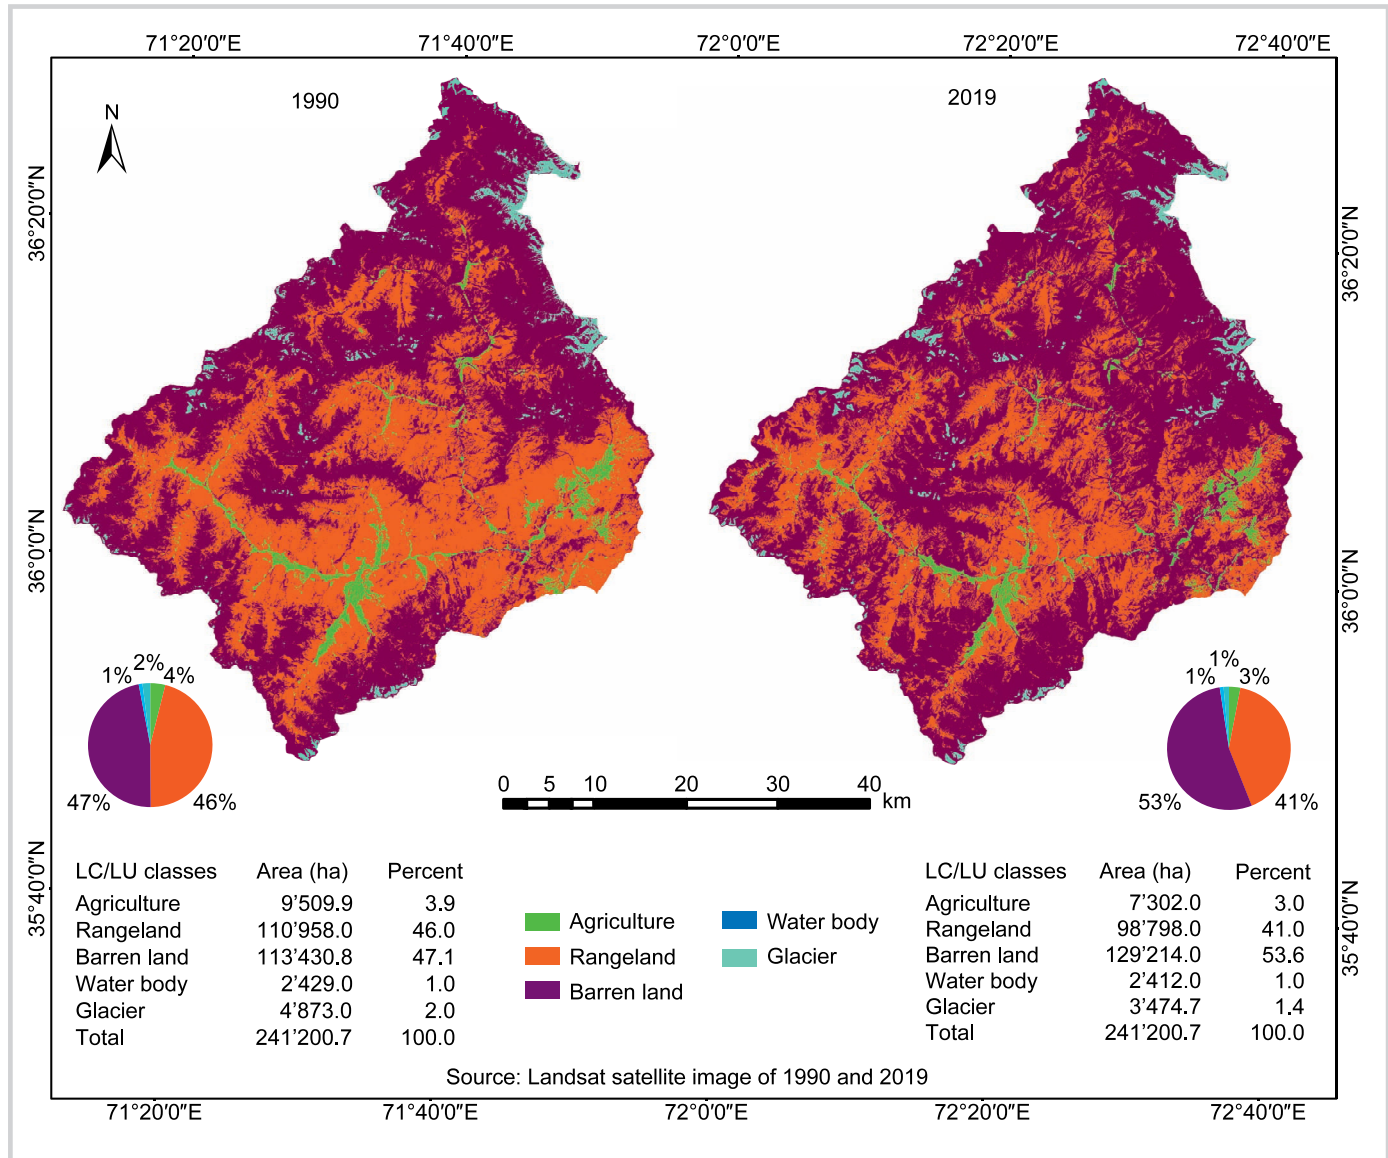 71°20′0″E 71°40′0″E 72°0′0″E 72°20′0″E 72°40′0″E
1990 2019
N
36°20′0″N
36°0′0″N
35°40′0″N
36°20′0″N
36°0′0″N
35°40′0″N
1% 2% 4%
47% 46%
1% 1% 3%
53% 41%
0 5 10 20 30 40
km
LC/LU classes Area (ha) Percent
Agriculture 9’509.9 3.9
Rangeland 110’958.0 46.0
Barren land 113’430.8 47.1
Water body 2’429.0 1.0
Glacier 4’873.0 2.0
Total 241’200.7 100.0
Agriculture
Rangeland
Barren land
Water body
Glacier
LC/LU classes Area (ha) Percent
Agriculture 7’302.0 3.0
Rangeland 98’798.0 41.0
Barren land 129’214.0 53.6
Water body 2’412.0 1.0
Glacier 3’474.7 1.4
Total 241’200.7 100.0
Source: Landsat satellite image of 1990 and 2019
71°20′0″E 71°40′0″E 72°0′0″E 72°20′0″E 72°40′0″E